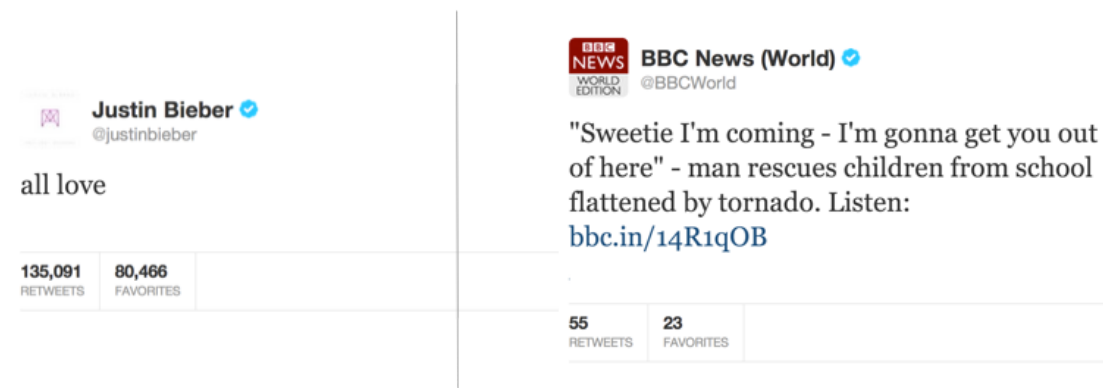 Justin Bieber
@justinbieber
all love
135,091 80,466
RETWEETS FAVORITES
BBC
NEWS
WORLD
EDITION
BBC News (World)
@BBCWorld
"Sweetie I'm coming - I'm gonna get you out
of here" - man rescues children from school
flattened by tornado. Listen:
bbc.in/14R1qOB
55 23
RETWEETS FAVORITES